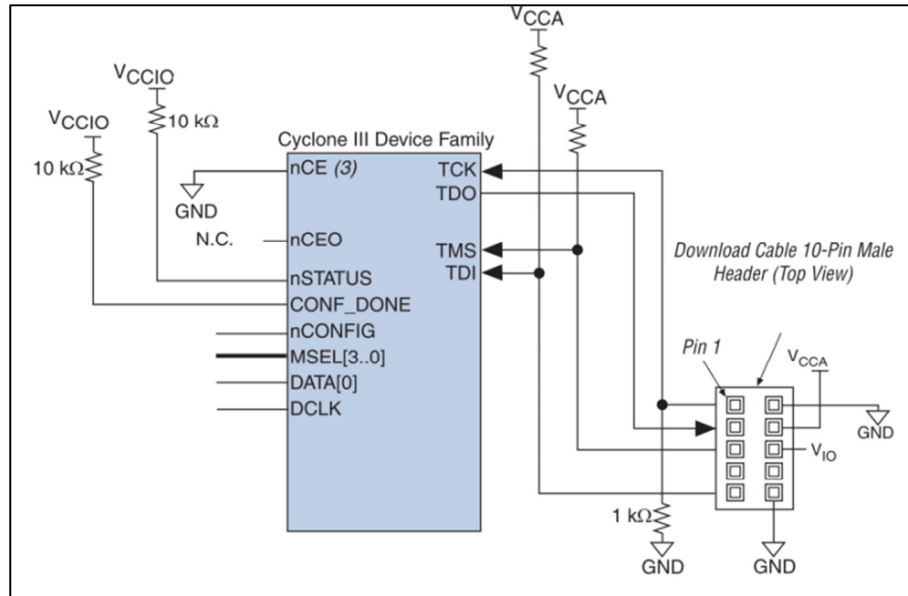 VCCA
VCCIO
VCCA
VCCIO
10 kΩ
10 kΩ
Cyclone III Device Family
nCE (3)
TCK
GND
TDO
N.C.
nCEO
TMS
Download Cable 10-Pin Male
Header (Top View)
nSTATUS
TDI
CONF_DONE
nCONFIG
MSEL[3..0]
Pin 1
VCCA
DATA[0]
DCLK
GND
VIO
1 kΩ
GND
GND